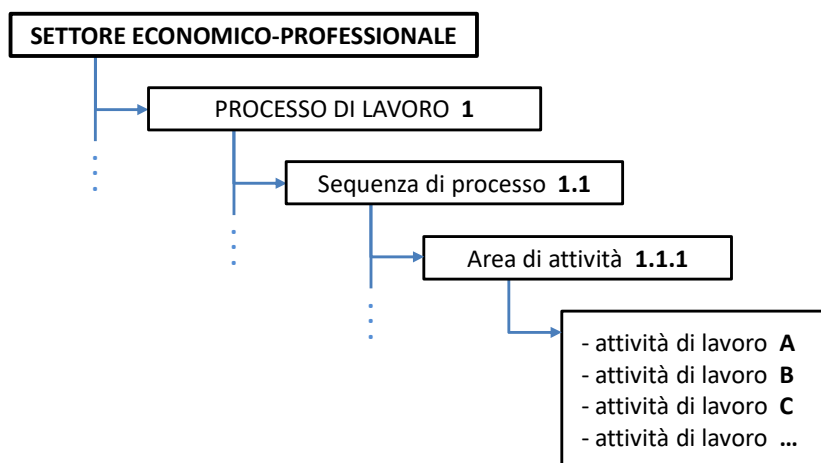 SETTORE ECONOMICO-PROFESSIONALE
PROCESSO DI LAVORO 1
Sequenza di processo 1.1
Area di attività 1.1.1
- attività di lavoro A
- attività di lavoro B
- attività di lavoro C
- attività di lavoro ...